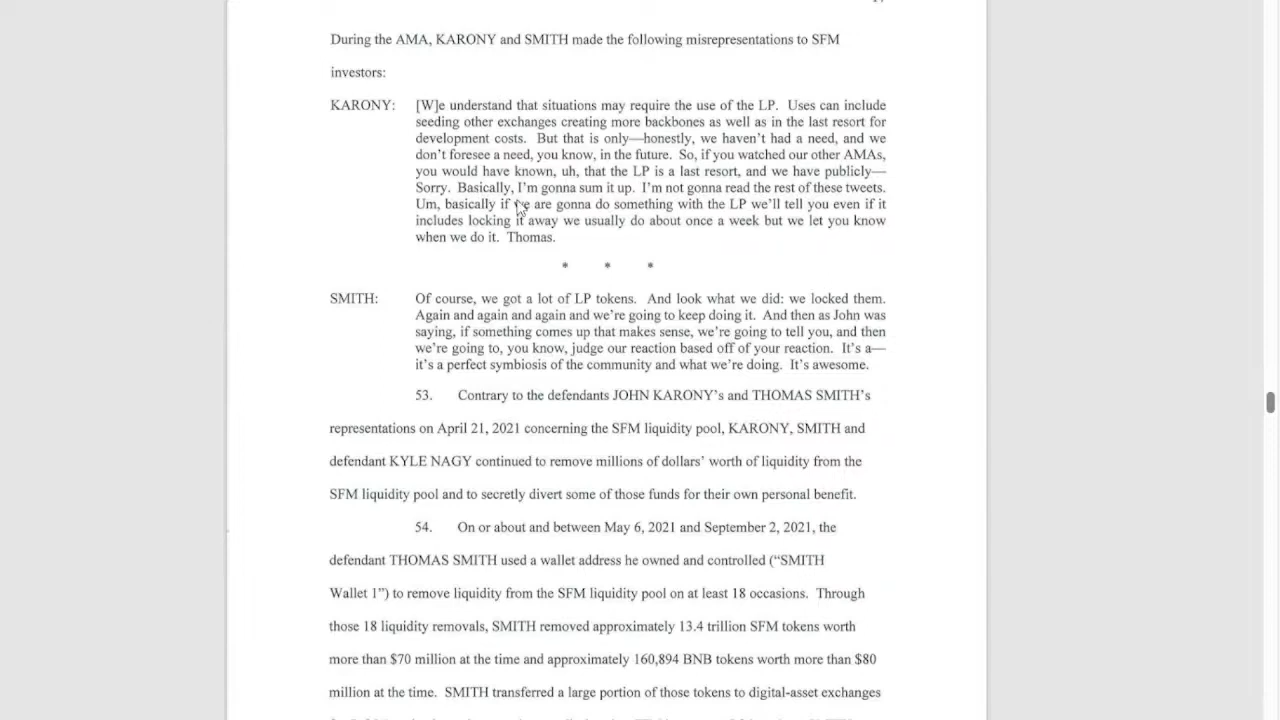 During the AMA, KARONY and SMITH made the following misrepresentations to SFM
investors:
KARONY: [W]e understand that situations may require the use of the LP. Uses can include
seeding other exchanges creating more backbones as well as in the last resort for
development costs. But that is only—honestly, we haven't had a need, and we
don't foresee a need, you know, in the future. So, if you watched our other AMAs,
you would have known, uh, that the LP is a last resort, and we have publicly—
Sorry. Basically, I'm gonna sum it up. I'm not gonna read the rest of these tweets.
Um, basically if we are gonna do something with the LP we'll tell you even if it
includes locking it away we usually do about once a week but we let you know
when we do it. Thomas.
* * *
SMITH: Of course, we got a lot of LP tokens. And look what we did: we locked them.
Again and again and again and we're going to keep doing it. And then as John was
saying, if something comes up that makes sense, we're going to tell you, and then
we're going to, you know, judge our reaction based off of your reaction. It's a—
it's a perfect symbiosis of the community and what we're doing. It's awesome.
53. Contrary to the defendants JOHN KARONY's and THOMAS SMITH's
representations on April 21, 2021 concerning the SFM liquidity pool, KARONY, SMITH and
defendant KYLE NAGY continued to remove millions of dollars' worth of liquidity from the
SFM liquidity pool and to secretly divert some of those funds for their own personal benefit.
54. On or about and between May 6, 2021 and September 2, 2021, the
defendant THOMAS SMITH used a wallet address he owned and controlled ("SMITH
Wallet 1") to remove liquidity from the SFM liquidity pool on at least 18 occasions. Through
those 18 liquidity removals, SMITH removed approximately 13.4 trillion SFM tokens worth
more than $70 million at the time and approximately 160,894 BNB tokens worth more than $80
million at the time. SMITH transferred a large portion of those tokens to digital-asset exchanges